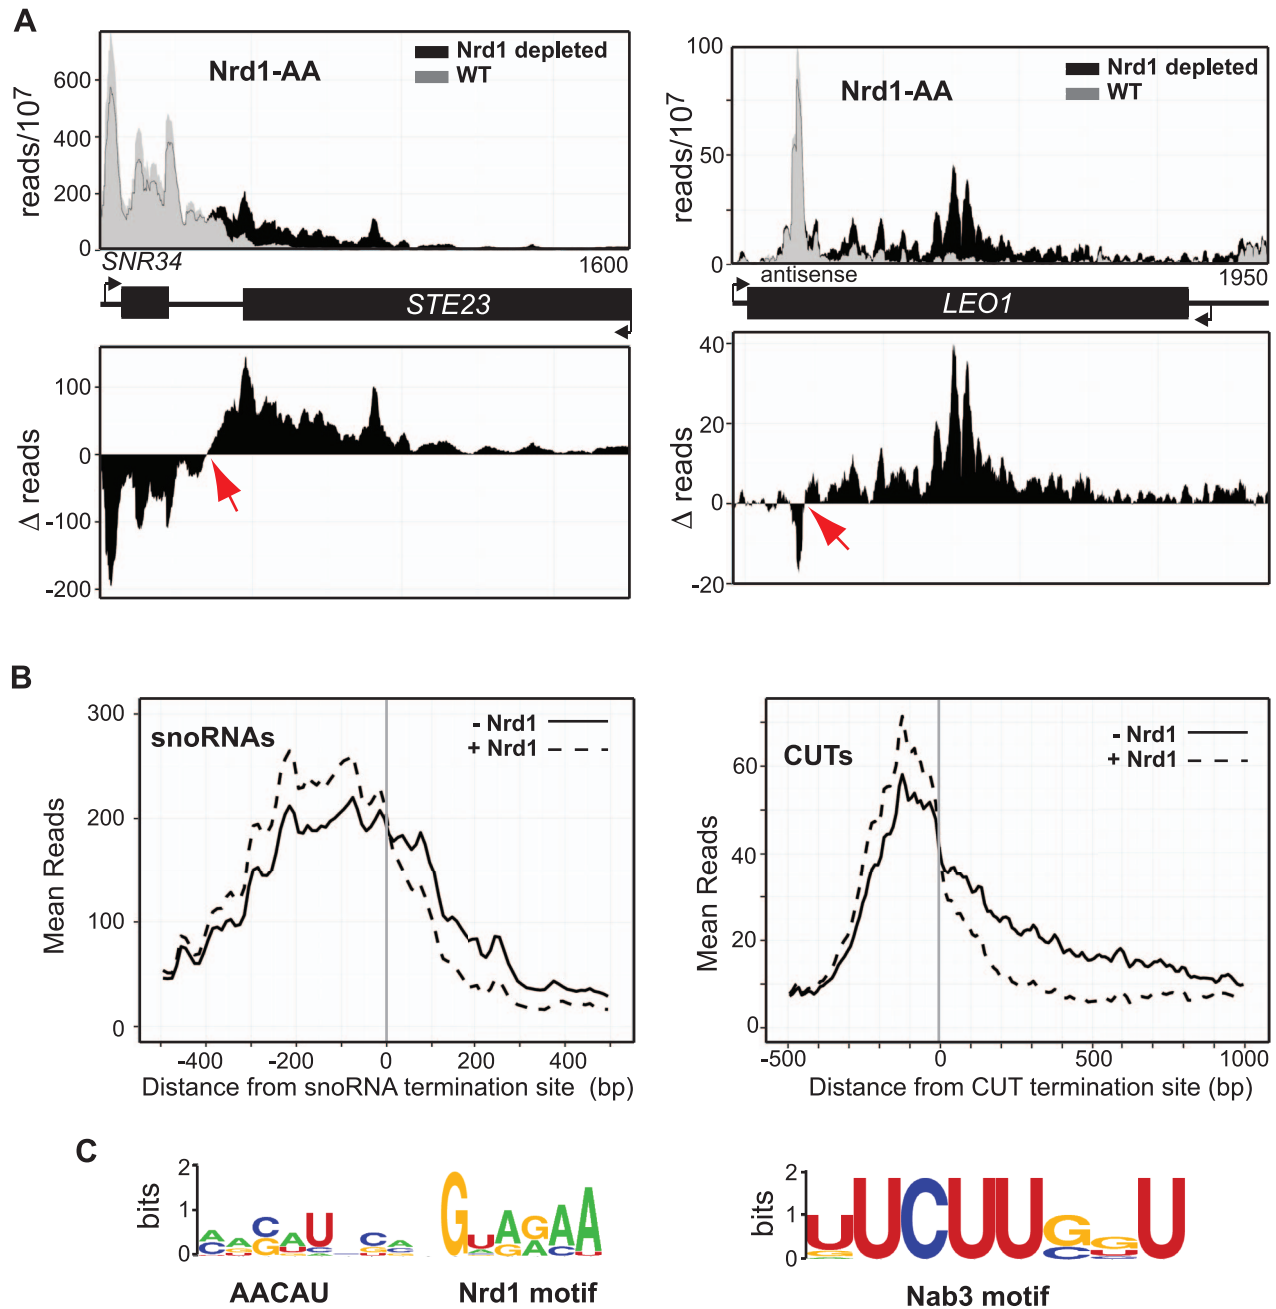 A
Nrd1-AA
Nrd1 depleted
WT
reads/10⁷
600
400
200
0
SNR34
1600
STE23
Δ reads
100
0
-100
-200
Nrd1-AA
Nrd1 depleted
WT
reads/10⁷
100
50
0
antisense
1950
LEO1
Δ reads
40
20
0
-20
B
snoRNAs
- Nrd1
+ Nrd1
Mean Reads
300
200
100
0
-400 -200 0 200 400
Distance from snoRNA termination site (bp)
CUTs
- Nrd1
+ Nrd1
Mean Reads
60
40
20
0
-500 0 500 1000
Distance from CUT termination site (bp)
C
bits
2
1
0
AACAU
Nrd1 motif
bits
2
1
0
UUCUUGGU
Nab3 motif